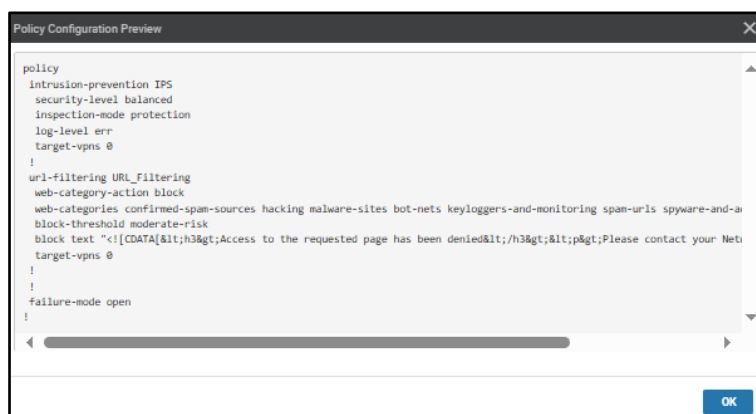 Policy Configuration Preview
policy
intrusion-prevention IPS
security-level balanced
inspection-mode protection
log-level err
target-vpns 0
!
url-filtering URL_Filtering
web-category-action block
web-categories confirmed-spam-sources hacking malware-sites bot-nets keyloggers-and-monitoring spam-urls spyware-and-
block-threshold moderate-risk
block text "<![CDATA[&lt;h3&gt;Access to the requested page has been denied&lt;/h3&gt;&lt;p&gt;Please contact your
target-vpns 0
!
!
failure-mode open
!
OK